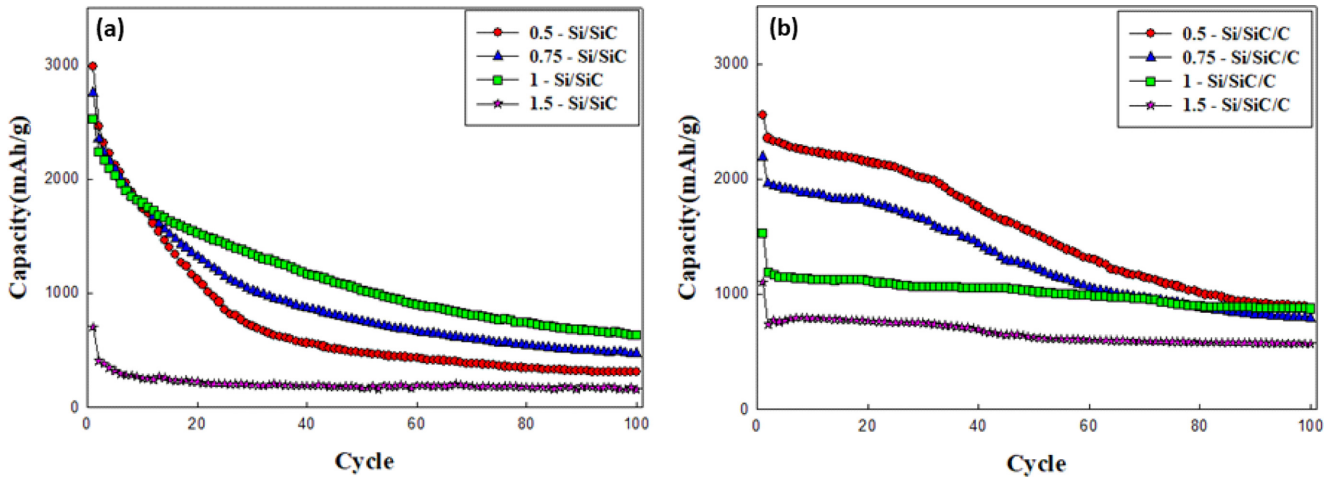 (a)
0.5 - Si/SiC
0.75 - Si/SiC
1 - Si/SiC
1.5 - Si/SiC
Capacity(mAh/g)
3000
2000
1000
0
0 20 40 60 80 100
Cycle
(b)
0.5 - Si/SiC/C
0.75 - Si/SiC/C
1 - Si/SiC/C
1.5 - Si/SiC/C
Capacity(mAh/g)
3000
2000
1000
0
0 20 40 60 80 100
Cycle